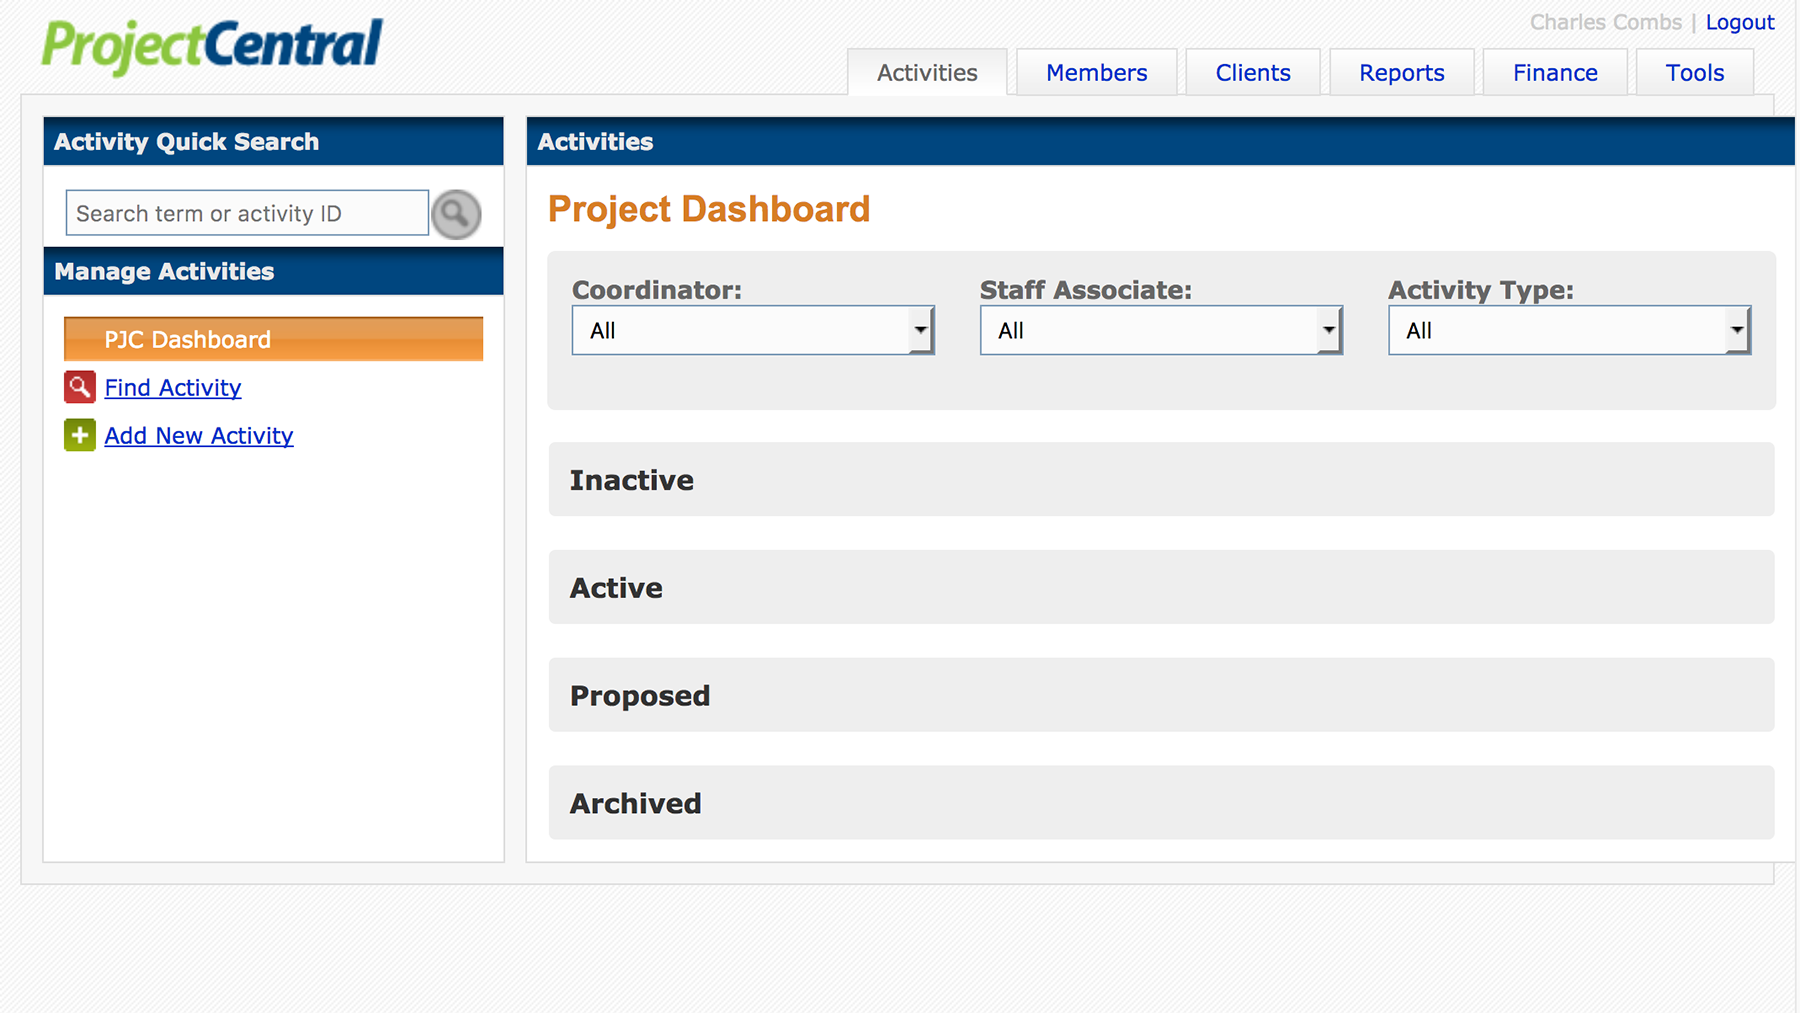 ProjectCentral
Charles Combs | Logout
Activities
Members
Clients
Reports
Finance
Tools
Activity Quick Search
Search term or activity ID
Manage Activities
PJC Dashboard
Find Activity
Add New Activity
Activities
Project Dashboard
Coordinator:
All
Staff Associate:
All
Activity Type:
All
Inactive
Active
Proposed
Archived